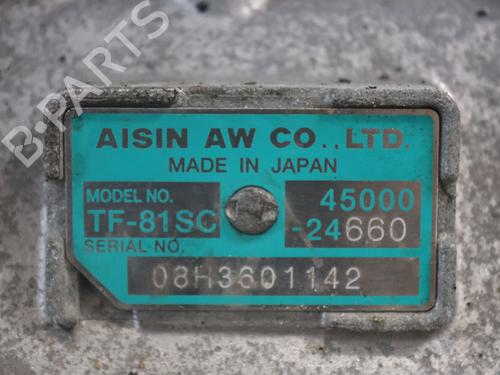 B-PARTS
AISIN AW CO.,LTD.
MADE IN JAPAN
MODEL NO. 45000
TF-81SC -24660
SERIAL NO.
08H3601142